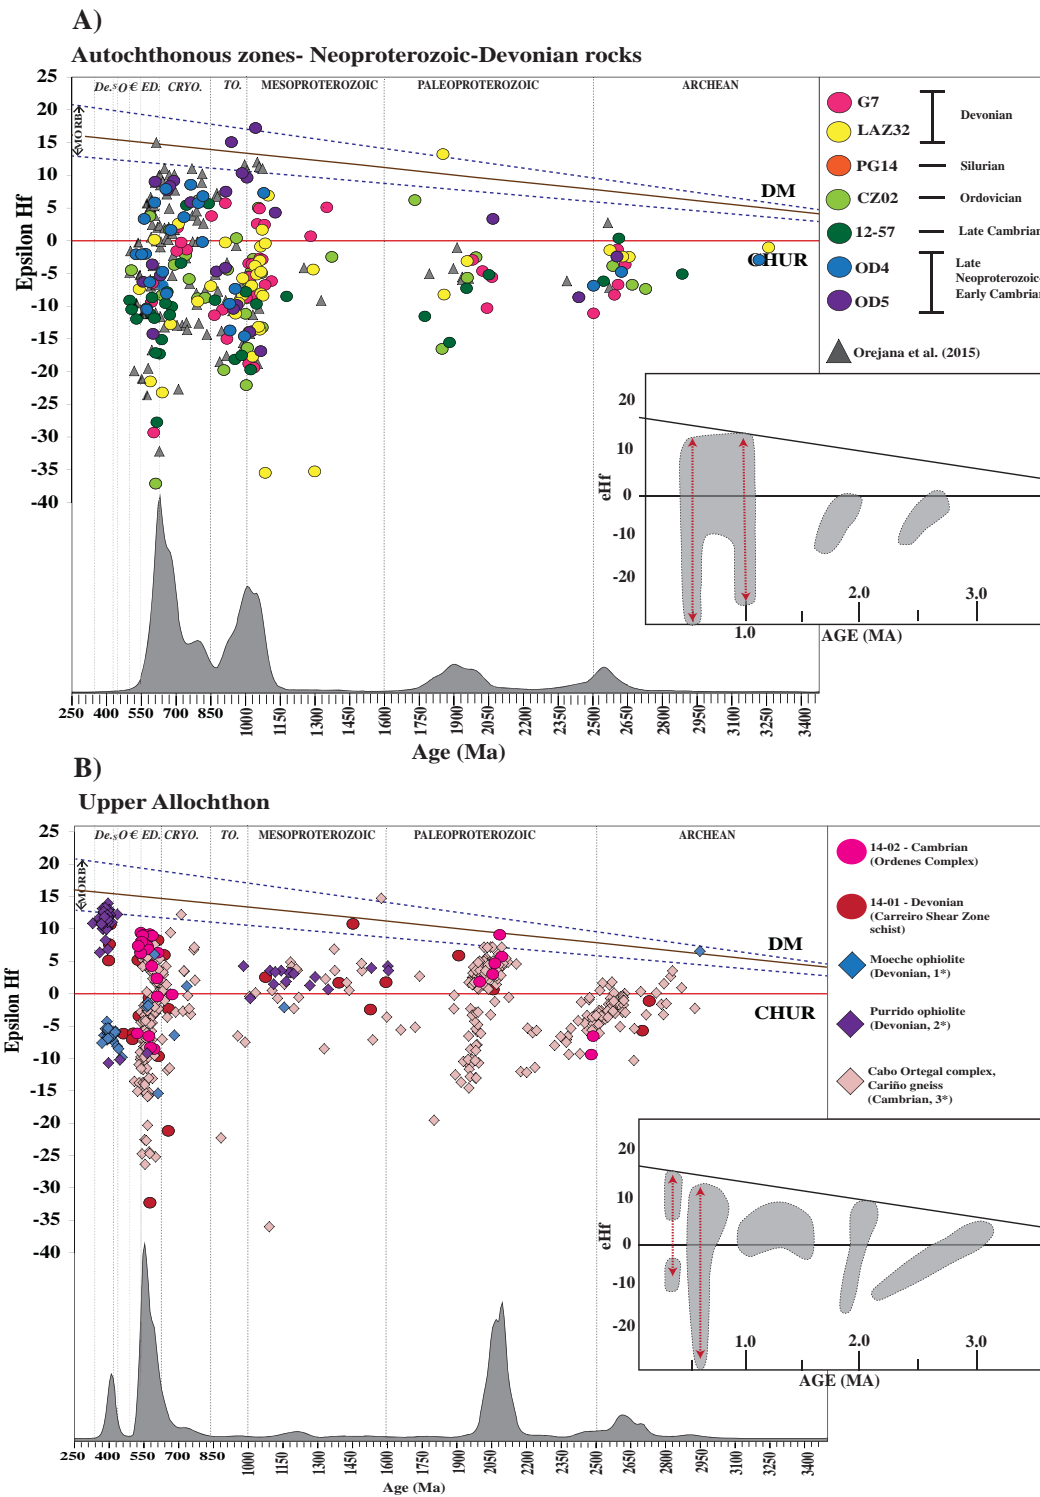 A)
Autochthonous zones- Neoproterozoic-Devonian rocks
De. S O € ED. CRYO. TO. MESOPROTEROZOIC PALEOPROTEROZOIC ARCHEAN
25
20
15
10
5
0
-5
-10
-15
-20
-25
-30
-35
-40
Epsilon Hf
MORB
DM
CHUR
G7
LAZ32
Devonian
PG14
Silurian
CZ02
Ordovician
12-57
Late Cambrian
OD4
OD5
Late
Neoproterozoic-
Early Cambrian
Orejana et al. (2015)
20
10
0
-10
-20
eHf
1.0
2.0
3.0
AGE (MA)
250 400 550 700 850 1000 1150 1300 1450 1600 1750 1900 2050 2200 2350 2500 2650 2800 2950 3100 3250 3400
Age (Ma)
B)
Upper Allochthon
De. S O € ED. CRYO. TO. MESOPROTEROZOIC PALEOPROTEROZOIC ARCHEAN
25
20
15
10
5
0
-5
-10
-15
-20
-25
-30
-35
-40
Epsilon Hf
MORB
DM
CHUR
14-02 - Cambrian
(Ordenes Complex)
14-01 - Devonian
(Carreiro Shear Zone
schist)
Moeche ophiolite
(Devonian, 1*)
Purrido ophiolite
(Devonian, 2*)
Cabo Ortegal complex,
Cariño gneiss
(Cambrian, 3*)
20
10
0
-10
-20
eHf
1.0
2.0
3.0
AGE (MA)
250 400 550 700 850 1000 1150 1300 1450 1600 1750 1900 2050 2200 2350 2500 2650 2800 2950 3100 3250 3400
Age (Ma)